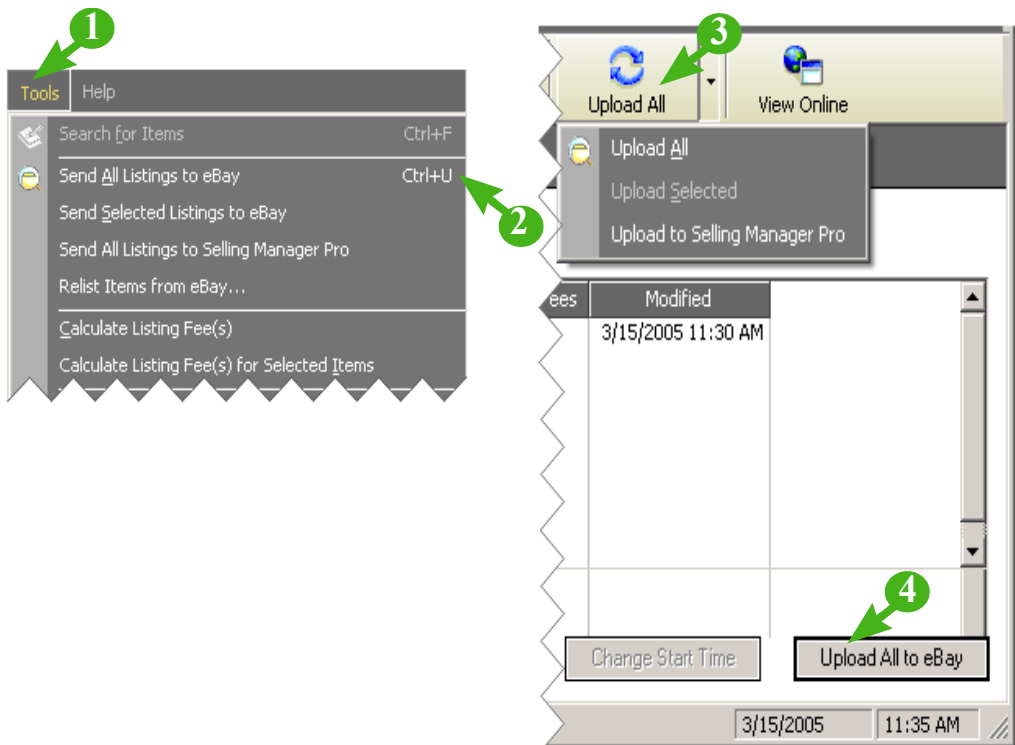 1
Tools Help
Search for Items Ctrl+F
Send All Listings to eBay Ctrl+U
2
Send Selected Listings to eBay
Send All Listings to Selling Manager Pro
Relist Items from eBay...
Calculate Listing Fee(s)
Calculate Listing Fee(s) for Selected Items
3
Upload All View Online
Upload All
Upload Selected
Upload to Selling Manager Pro
ees Modified
3/15/2005 11:30 AM
4
Change Start Time Upload All to eBay
3/15/2005 11:35 AM